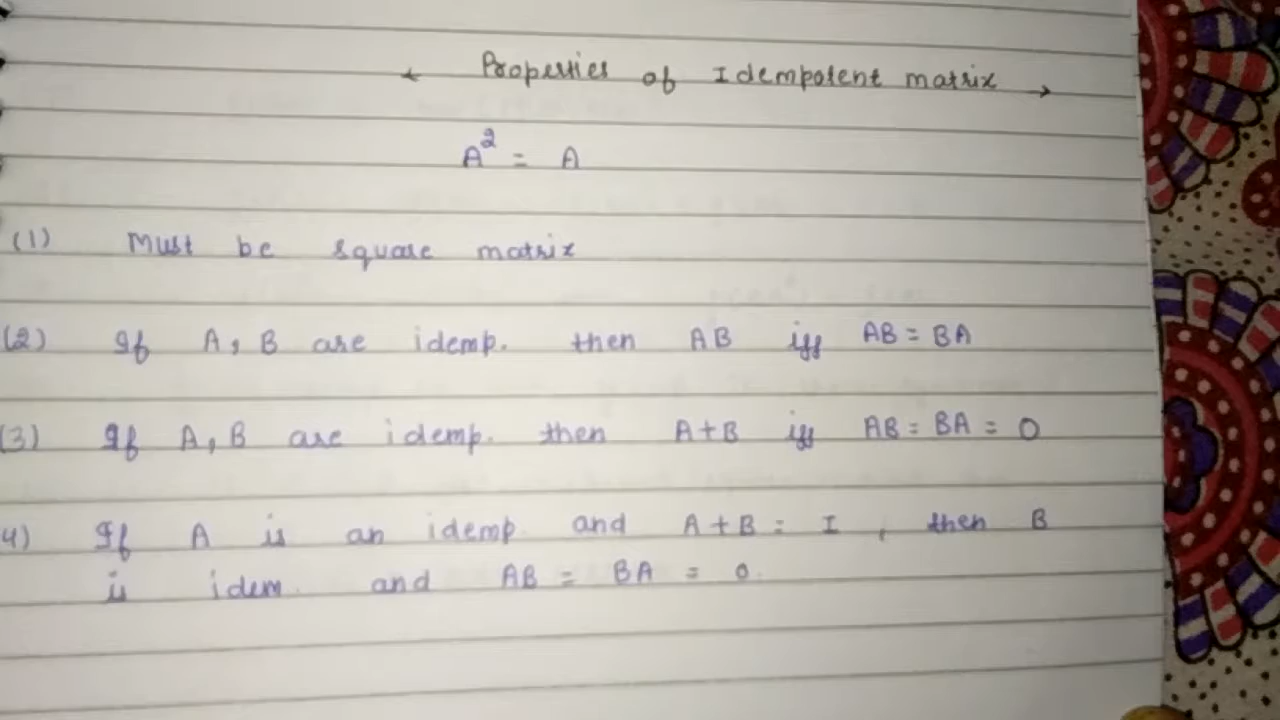 Properties of Idempotent matrix
A² = A
(1) Must be square matrix
(2) If A, B are idemp. then AB iff AB = BA
(3) If A, B are idemp. then A+B iff AB = BA = 0
4) If A is an idemp. and A+B = I, then B
is idem. and AB = BA = 0.